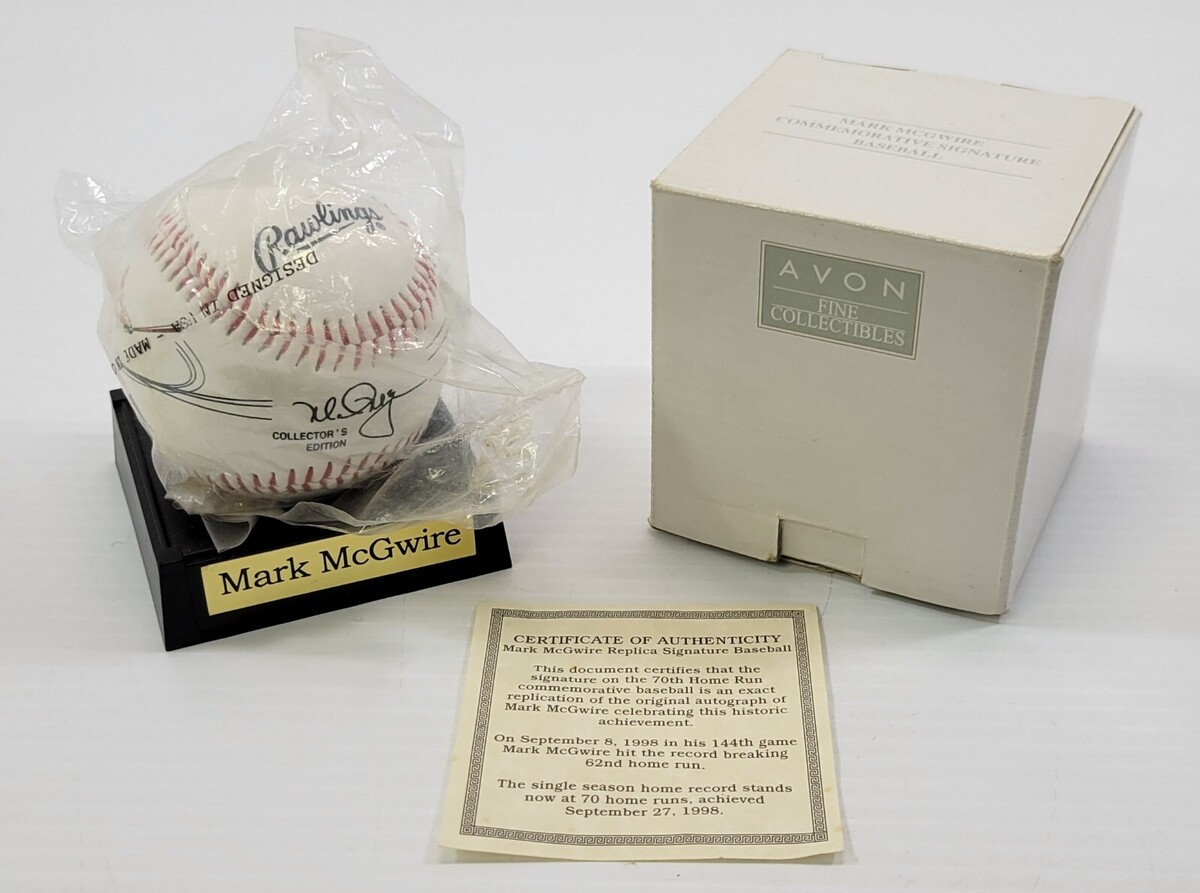 Rawlings
DESIGNED IN USA - MADE IN
COLLECTOR'S
EDITION
Mark McGwire
MARK MCGWIRE
COMMEMORATIVE SIGNATURE
BASEBALL
AVON
FINE
COLLECTIBLES
CERTIFICATE OF AUTHENTICITY
Mark McGwire Replica Signature Baseball
This document certifies that the
signature on the 70th Home Run
commemorative baseball is an exact
replication of the original autograph of
Mark McGwire celebrating this historic
achievement.
On September 8, 1998 in his 144th game
Mark McGwire hit the record breaking
62nd home run.
The single season home record stands
now at 70 home runs, achieved
September 27, 1998.